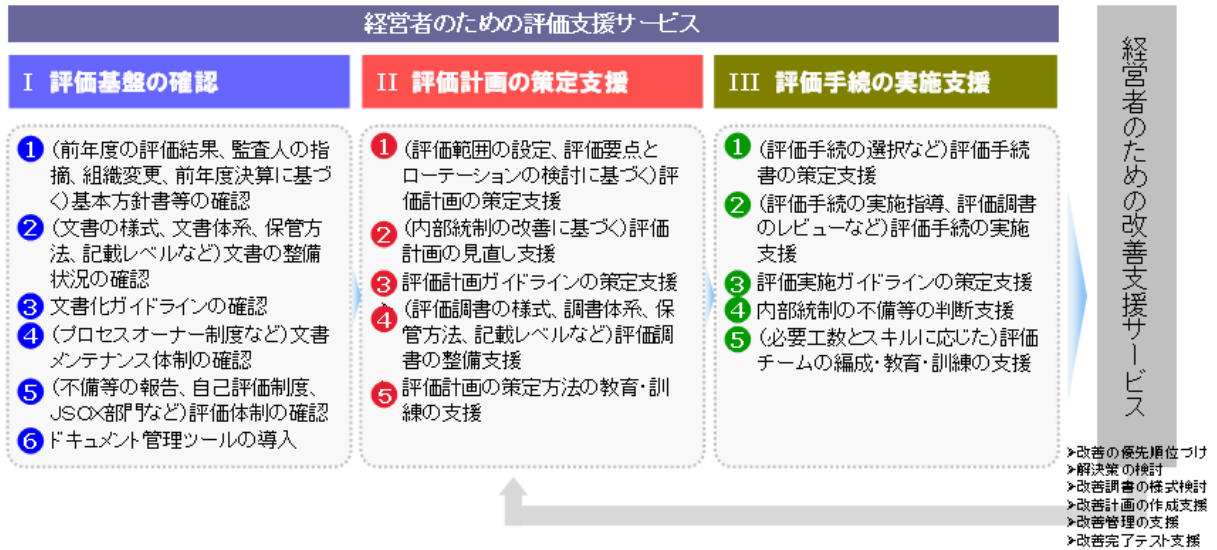 経営者のための評価支援サービス
I 評価基盤の確認
❶ (前年度の評価結果、監査人の指
摘、組織変更、前年度決算に基づ
く)基本方針書等の確認
❷ (文書の様式、文書体系、保管方
法、記載レベルなど)文書の整備
状況の確認
❸ 文書化ガイドラインの確認
❹ (プロセスオーナー制度など)文書
メンテナンス体制の確認
❺ (不備等の報告、自己評価制度、
JSOX部門など)評価体制の確認
❻ ドキュメント管理ツールの導入
II 評価計画の策定支援
❶ (評価範囲の設定、評価要点と
ローテーションの検討に基づく)評
価計画の策定支援
❷ (内部統制の改善に基づく)評価
計画の見直し支援
❸ 評価計画ガイドラインの策定支援
❹ (評価調書の様式、調書体系、保
管方法、記載レベルなど)評価調
書の整備支援
❺ 評価計画の策定方法の教育・訓
練の支援
III 評価手続の実施支援
❶ (評価手続の選択など)評価手続
書の策定支援
❷ (評価手続の実施指導、評価調書
のレビューなど)評価手続の実施
支援
❸ 評価実施ガイドラインの策定支援
❹ 内部統制の不備等の判断支援
❺ (必要工数とスキルに応じた)評価
チームの編成・教育・訓練の支援
経営者のための改善支援サービス
➢改善の優先順位づけ
➢解決策の検討
➢改善調書の様式検討
➢改善計画の作成支援
➢改善管理の支援
➢改善完了テスト支援